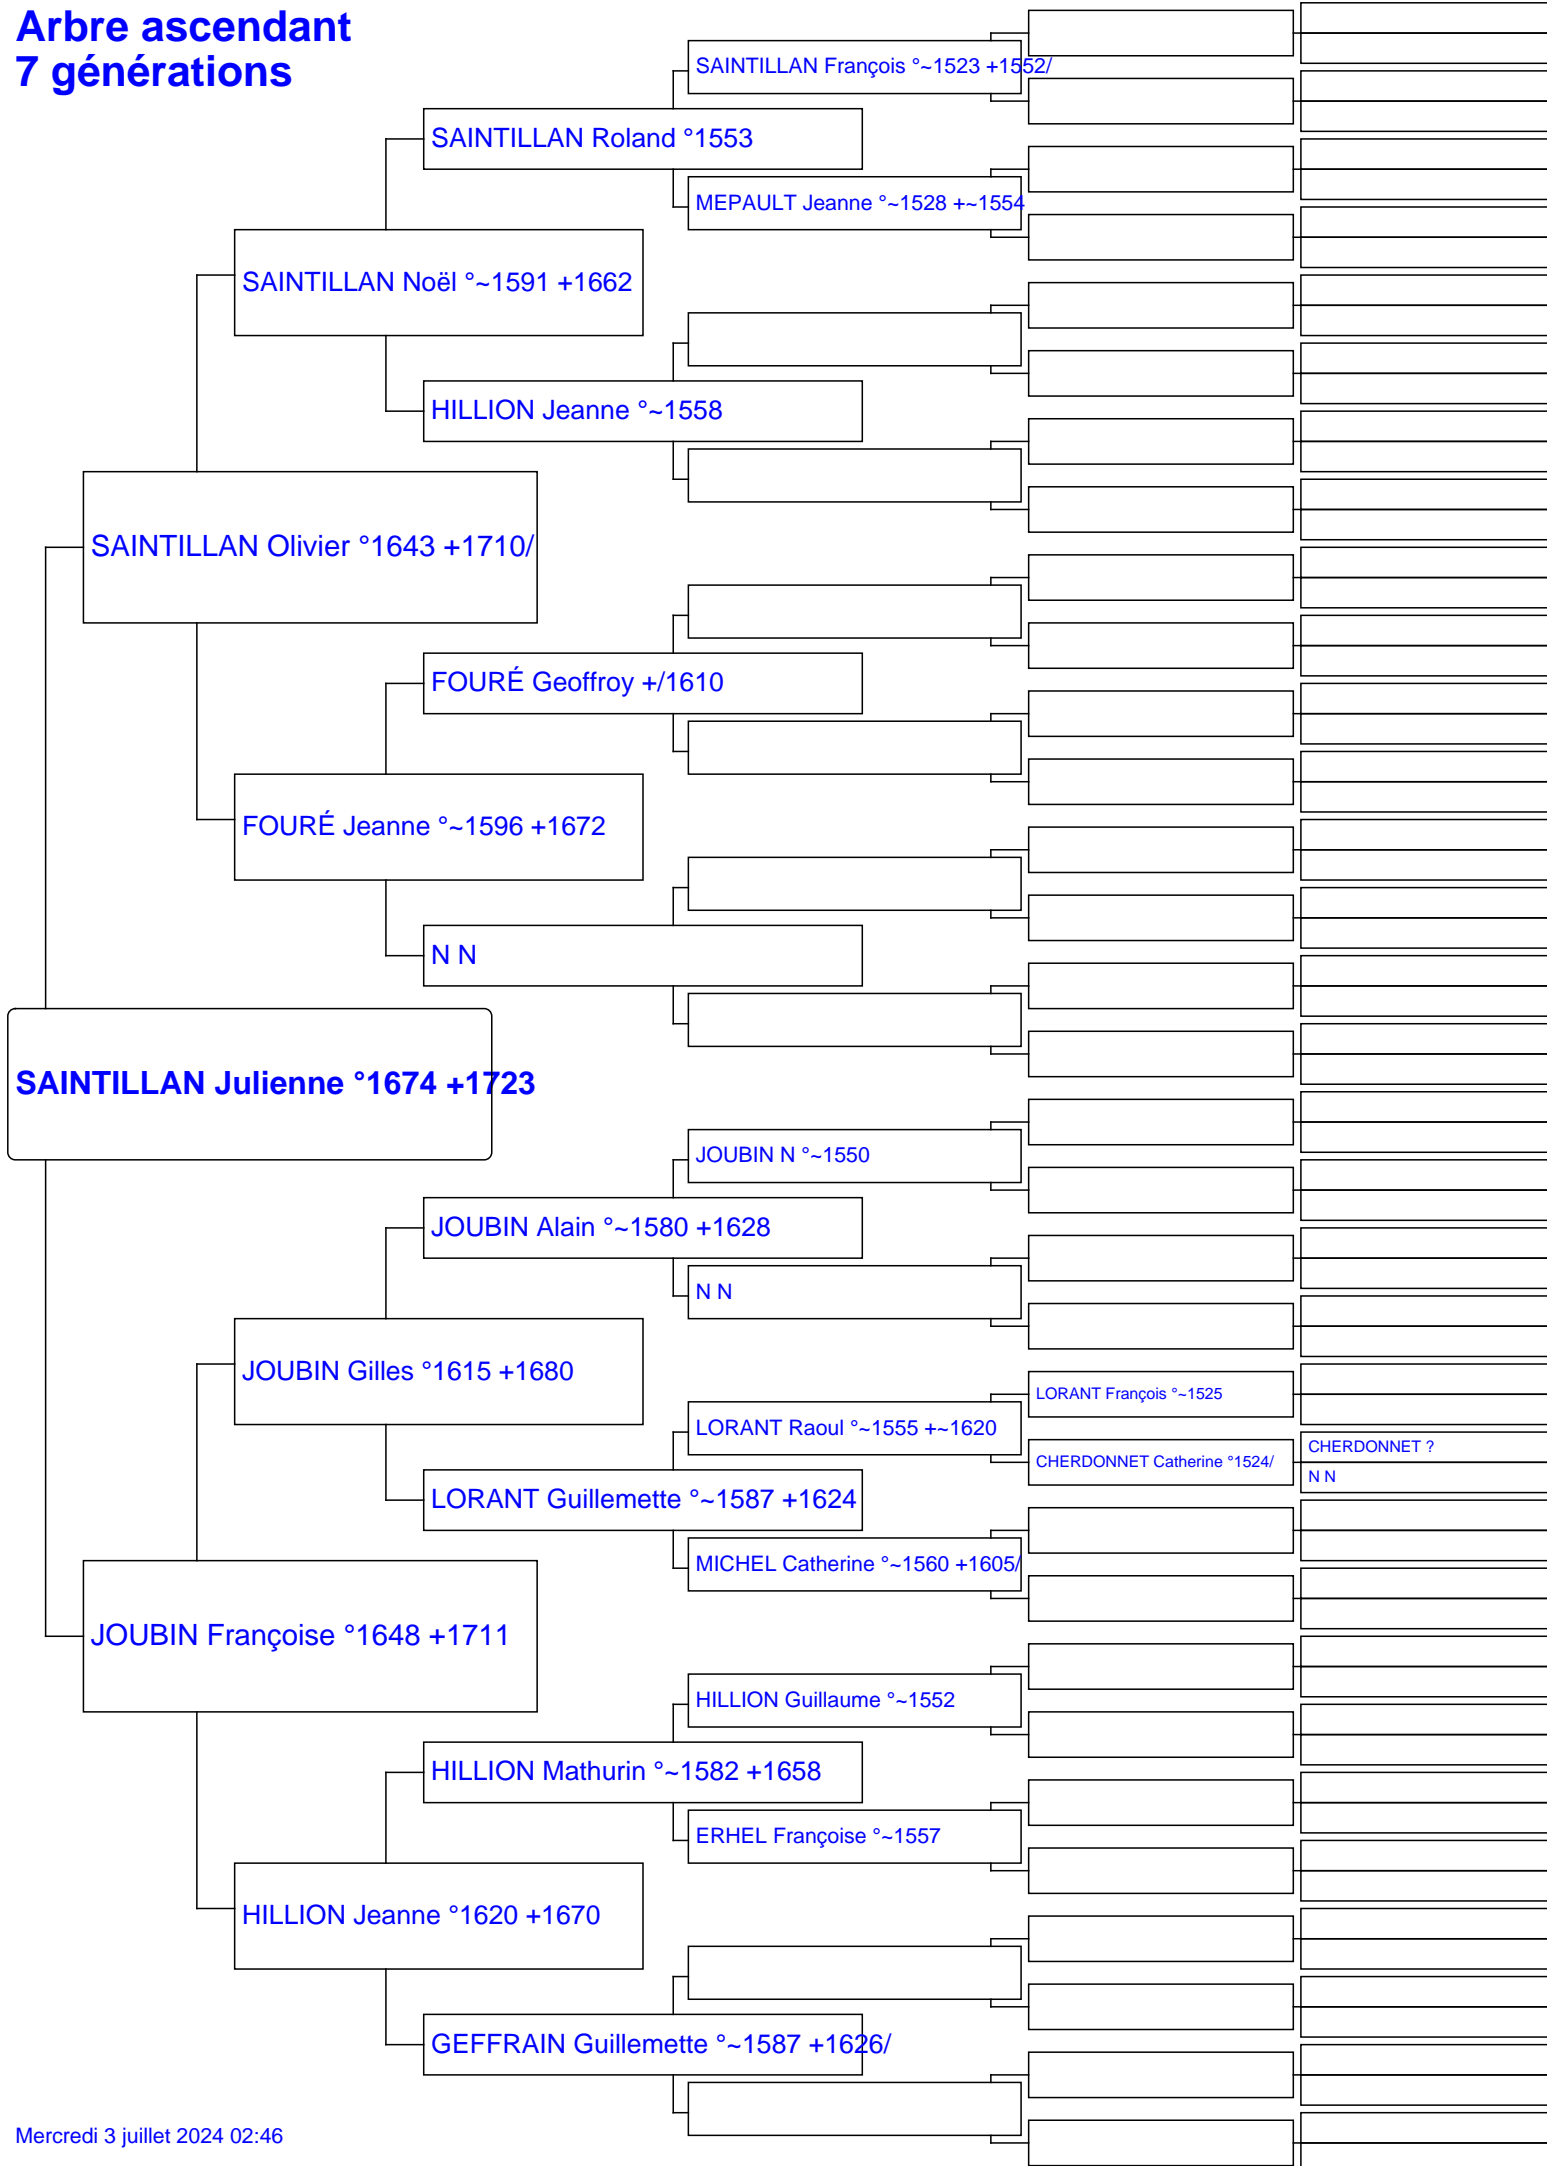 Arbre ascendant
7 générations
SAINTILLAN François °~1523 +1552/
SAINTILLAN Roland °1553
MEPAULT Jeanne °~1528 +~1554
SAINTILLAN Noël °~1591 +1662
HILLION Jeanne °~1558
SAINTILLAN Olivier °1643 +1710/
FOURÉ Geoffroy +/1610
FOURÉ Jeanne °~1596 +1672
N N
SAINTILLAN Julienne °1674 +1723
JOUBIN N °~1550
JOUBIN Alain °~1580 +1628
N N
JOUBIN Gilles °1615 +1680
LORANT François °~1525
LORANT Raoul °~1555 +~1620
CHERDONNET ?
CHERDONNET Catherine °1524/
N N
LORANT Guillemette °~1587 +1624
MICHEL Catherine °~1560 +1605/
JOUBIN Françoise °1648 +1711
HILLION Guillaume °~1552
HILLION Mathurin °~1582 +1658
ERHEL Françoise °~1557
HILLION Jeanne °1620 +1670
GEFFRAIN Guillemette °~1587 +1626/
Mercredi 3 juillet 2024 02:46